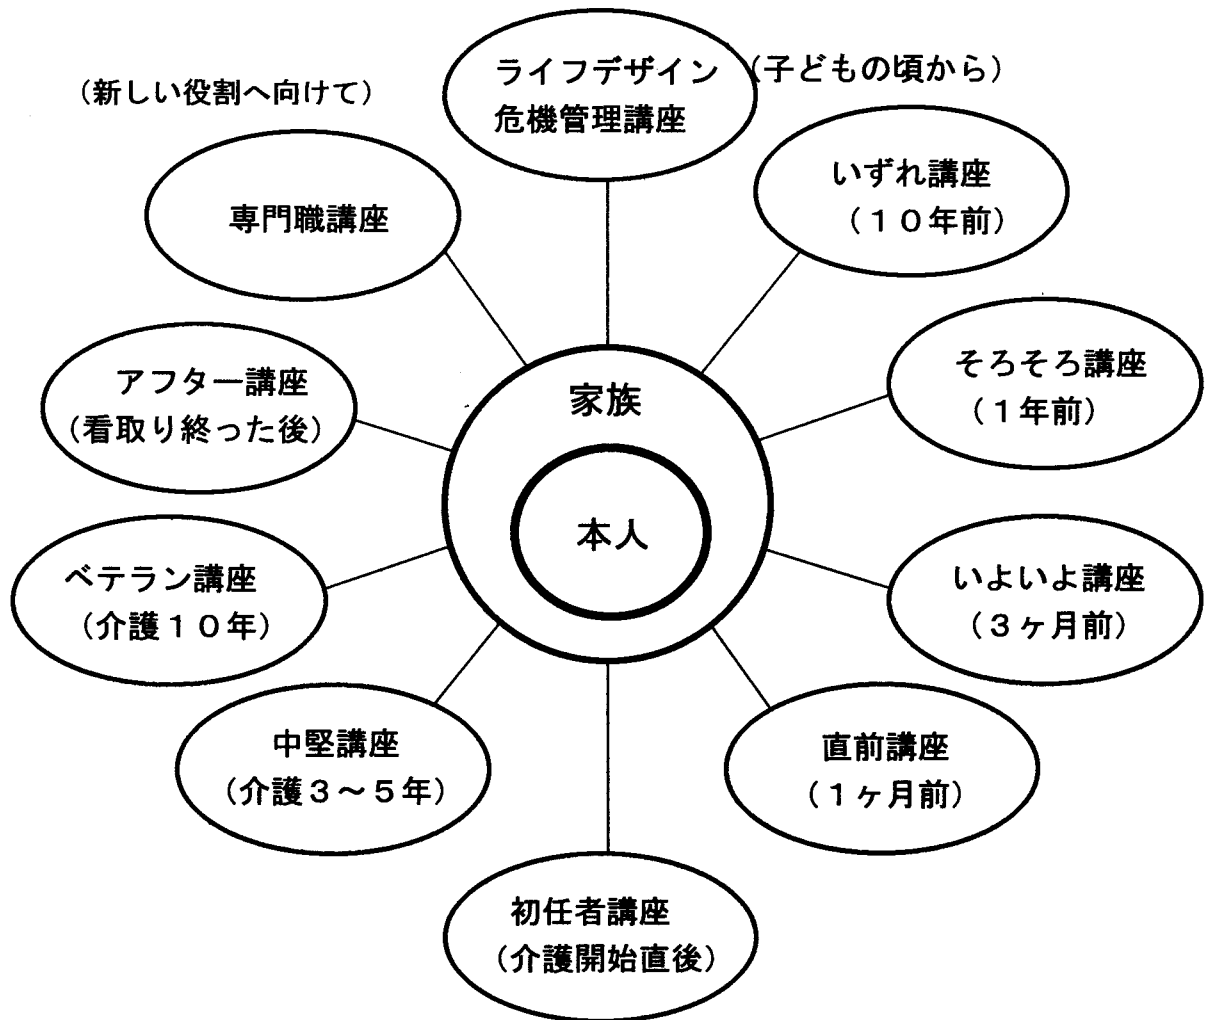 ライフデザイン
危機管理講座
(子どもの頃から)
いずれ講座
(10年前)
そろそろ講座
(1年前)
いよいよ講座
(3ヶ月前)
直前講座
(1ヶ月前)
初任者講座
(介護開始直後)
中堅講座
(介護3~5年)
ベテラン講座
(介護10年)
アフター講座
(看取り終った後)
専門職講座
(新しい役割へ向けて)
家族
本人